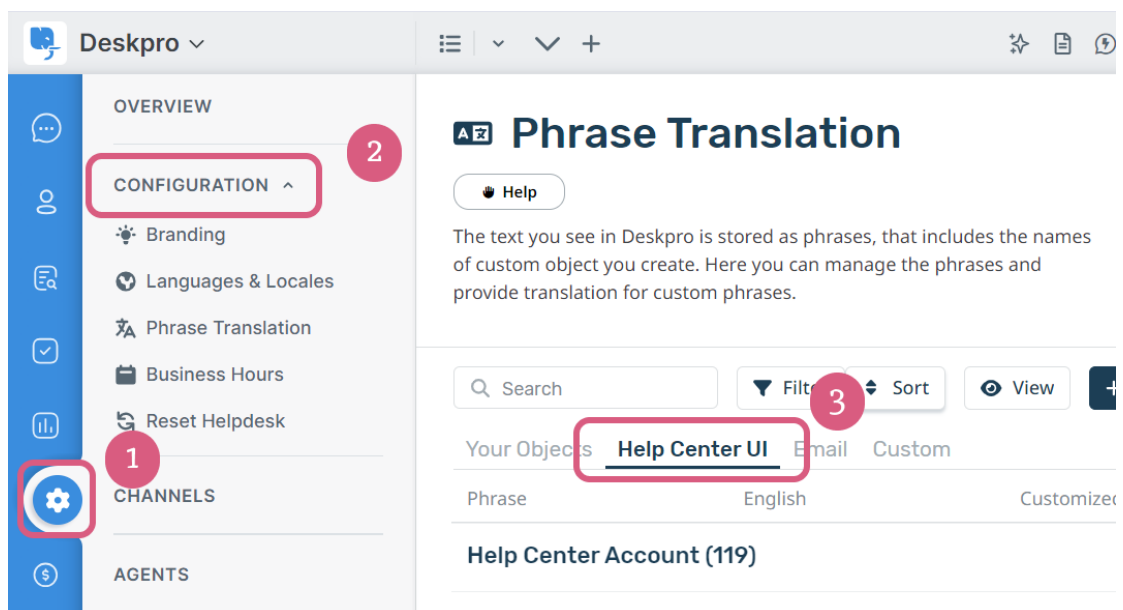 Deskpro
OVERVIEW
2
CONFIGURATION
Branding
Languages & Locales
Phrase Translation
Business Hours
Reset Helpdesk
1
CHANNELS
AGENTS
Phrase Translation
Help
The text you see in Deskpro is stored as phrases, that includes the names
of custom object you create. Here you can manage the phrases and
provide translation for custom phrases.
Search
Sort
View
3
Your Objects Help Center UI Email Custom
Phrase English Customized
Help Center Account (119)